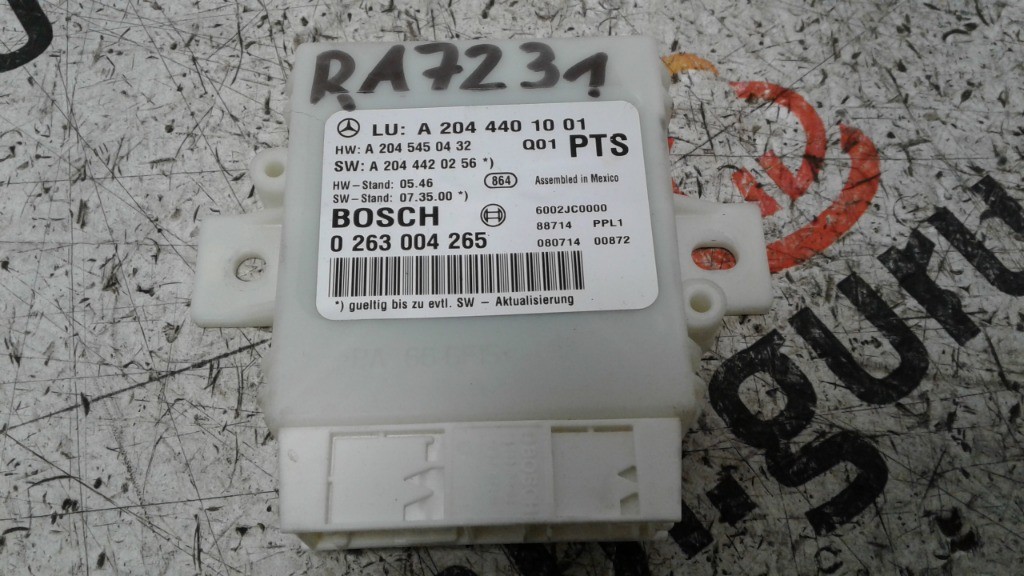 RA7231
LU: A 204 440 10 01
HW: A 204 545 04 32 Q01 PTS
SW: A 204 442 02 56 *)
HW-Stand: 05.46 864 Assembled in Mexico
SW-Stand: 07.35.00 *)
BOSCH 6002JC0000
88714 PPL1
0 263 004 265 080714 00872
*) gueltig bis zu evtl. SW - Aktualisierung